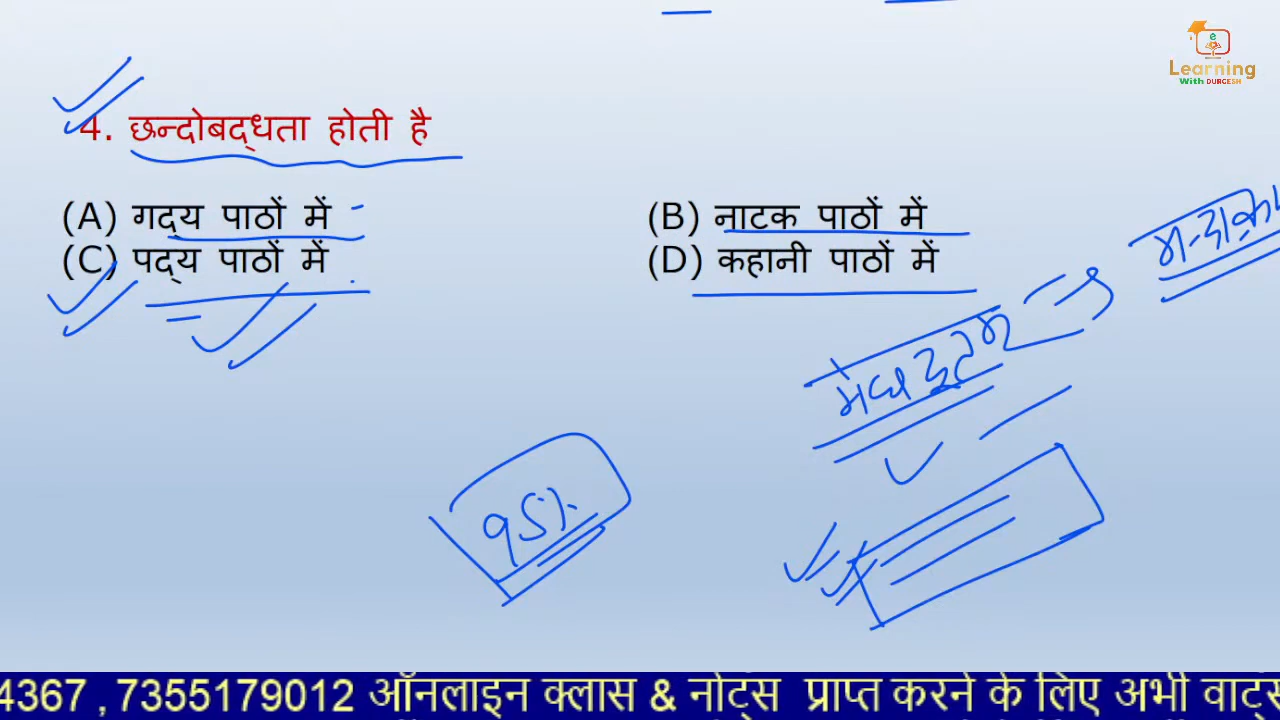 e
Learning
With DURGESH
4. छन्दोबद्धता होती है
(A) गद्य पाठों में
(B) नाटक पाठों में
(C) पद्य पाठों में
(D) कहानी पाठों में
95%
4367 , 7355179012 ऑनलाइन क्लास & नोट्स प्राप्त करने के लिए अभी वाट्स